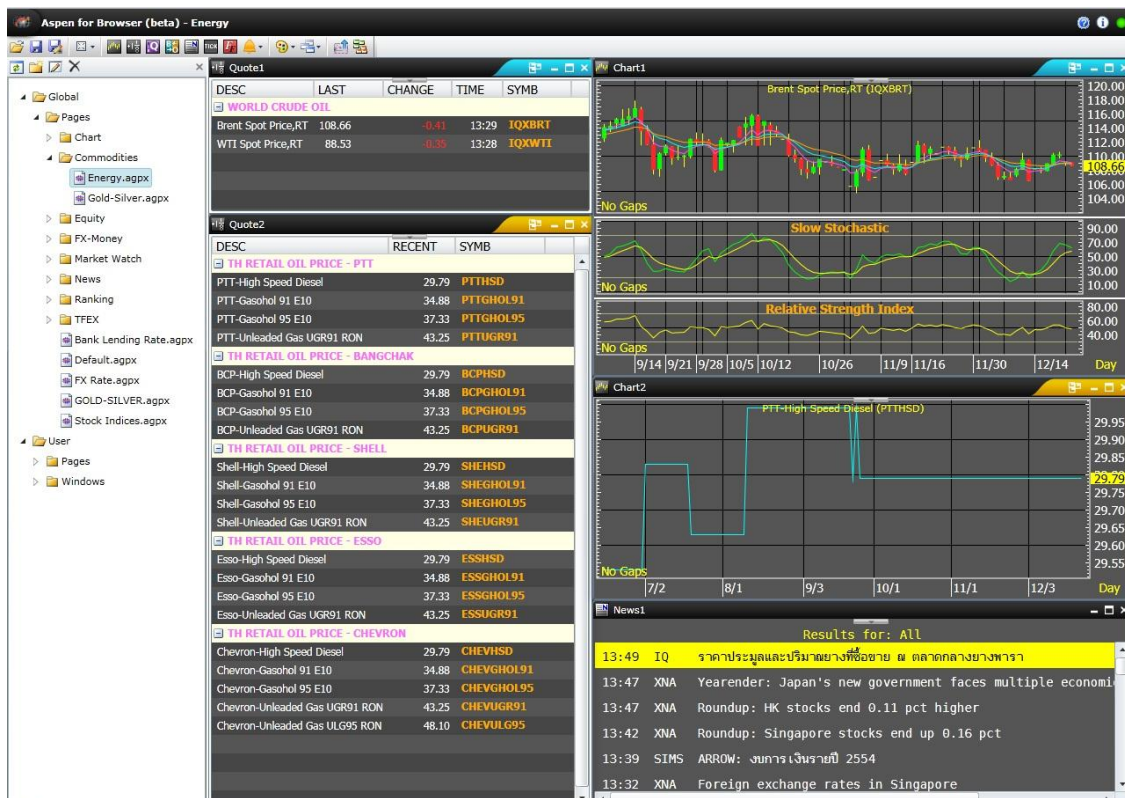 Aspen for Browser (beta) - Energy
Global
Pages
Chart
Commodities
Energy.agpx
Gold-Silver.agpx
Equity
FX-Money
Market Watch
News
Ranking
TFEX
Bank Lending Rate.agpx
Default.agpx
FX Rate.agpx
GOLD-SILVER.agpx
Stock Indices.agpx
User
Pages
Windows
Quote1
DESC LAST CHANGE TIME SYMB
WORLD CRUDE OIL
Brent Spot Price,RT 108.66 -0.41 13:29 IQXBRT
WTI Spot Price,RT 88.53 -0.35 13:28 IQXWTI
Quote2
DESC RECENT SYMB
TH RETAIL OIL PRICE - PTT
PTT-High Speed Diesel 29.79 PTTHSD
PTT-Gasohol 91 E10 34.88 PTTGHOL91
PTT-Gasohol 95 E10 37.33 PTTGHOL95
PTT-Unleaded Gas UGR91 RON 43.25 PTTUGR91
TH RETAIL OIL PRICE - BANGCHAK
BCP-High Speed Diesel 29.79 BCPHSD
BCP-Gasohol 91 E10 34.88 BCPGHOL91
BCP-Gasohol 95 E10 37.33 BCPGHOL95
BCP-Unleaded Gas UGR91 RON 43.25 BCPUGR91
TH RETAIL OIL PRICE - SHELL
Shell-High Speed Diesel 29.79 SHEHSD
Shell-Gasohol 91 E10 34.88 SHEGHOL91
Shell-Gasohol 95 E10 37.33 SHEGHOL95
Shell-Unleaded Gas UGR91 RON 43.25 SHEUGR91
TH RETAIL OIL PRICE - ESSO
Esso-High Speed Diesel 29.79 ESSHSD
Esso-Gasohol 91 E10 34.88 ESSGHOL91
Esso-Gasohol 95 E10 37.33 ESSGHOL95
Esso-Unleaded Gas UGR91 RON 43.25 ESSUGR91
TH RETAIL OIL PRICE - CHEVRON
Chevron-High Speed Diesel 29.79 CHEVHSD
Chevron-Gasohol 91 E10 34.88 CHEVGHOL91
Chevron-Gasohol 95 E10 37.33 CHEVGHOL95
Chevron-Unleaded Gas UGR91 RON 43.25 CHEVUGR91
Chevron-Unleaded Gas ULG95 RON 48.10 CHEVULG95
Chart1
Brent Spot Price,RT (IQXBRT)
120.00
118.00
116.00
114.00
112.00
110.00
108.66
106.00
104.00
No Gaps
Slow Stochastic
90.00
70.00
50.00
30.00
10.00
No Gaps
Relative Strength Index
80.00
60.00
40.00
No Gaps
9/14 9/21 9/28 10/5 10/12 10/26 11/9 11/16 11/30 12/14 Day
Chart2
PTT-High Speed Diesel (PTTHSD)
29.95
29.90
29.85
29.79
29.75
29.70
29.65
29.60
29.55
No Gaps
7/2 8/1 9/3 10/1 11/1 12/3 Day
News1
Results for: All
13:49 IQ ราคาประมูลและปริมาณยางที่ซื้อขาย ณ ตลาดกลางยางพารา
13:47 XNA Yearender: Japan's new government faces multiple economi
13:47 XNA Roundup: HK stocks end 0.11 pct higher
13:42 XNA Roundup: Singapore stocks end up 0.16 pct
13:39 SIMS ARROW: งบการเงินรายปี 2554
13:32 XNA Foreign exchange rates in Singapore